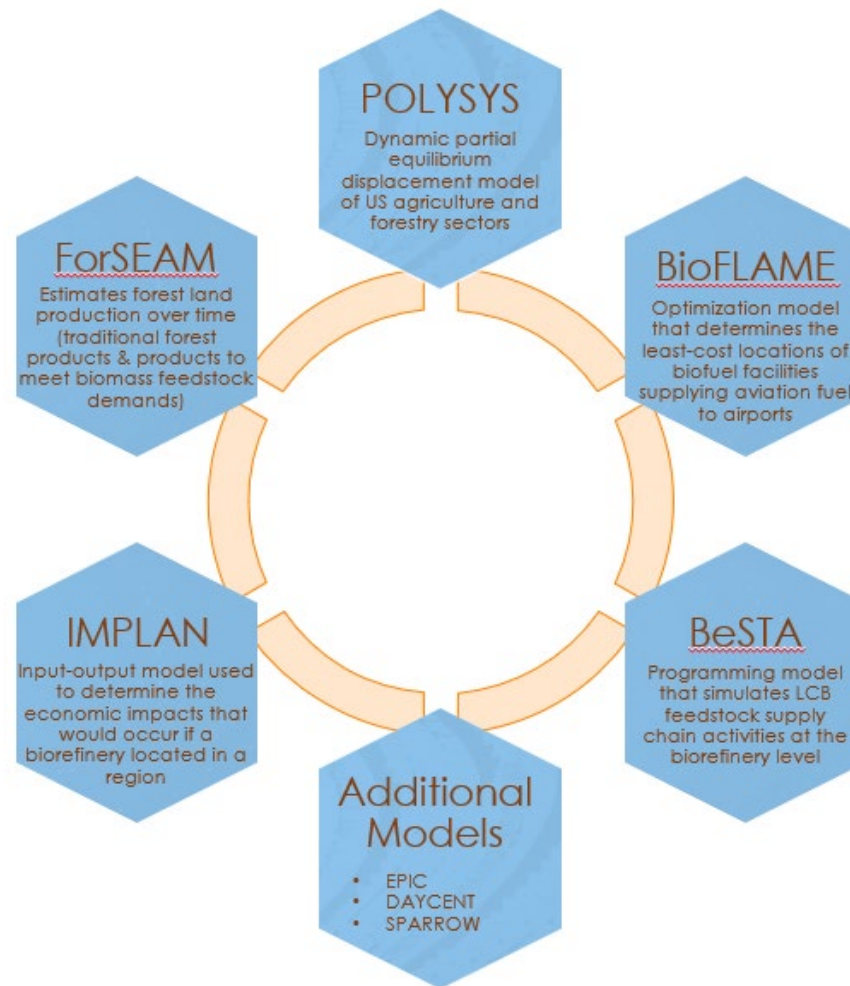 POLYSYS
Dynamic partial
equilibrium
displacement model
of US agriculture and
forestry sectors
BioFLAME
Optimization model
that determines the
least-cost locations of
biofuel facilities
supplying aviation fuel
to airports
BeSTA
Programming model
that simulates LCB
feedstock supply
chain activities at the
biorefinery level
Additional
Models
• EPIC
• DAYCENT
• SPARROW
IMPLAN
Input-output model used
to determine the
economic impacts that
would occur if a
biorefinery located in a
region
ForSEAM
Estimates forest land
production over time
(traditional forest
products & products to
meet biomass feedstock
demands)